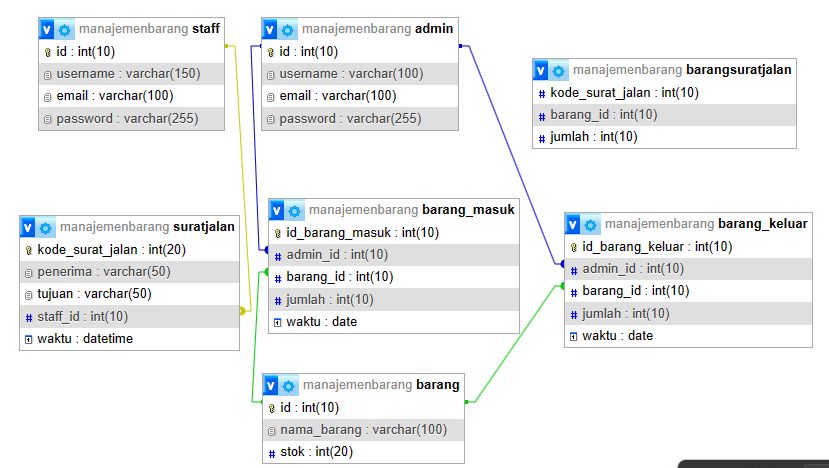 manajemenbarang staff
id : int(10)
username : varchar(150)
email : varchar(100)
password : varchar(255)
manajemenbarang admin
id : int(10)
username : varchar(100)
email : varchar(100)
password : varchar(255)
manajemenbarang barangsuratjalan
kode_surat_jalan : int(10)
barang_id : int(10)
jumlah : int(10)
manajemenbarang suratjalan
kode_surat_jalan : int(20)
penerima : varchar(50)
tujuan : varchar(50)
staff_id : int(10)
waktu : datetime
manajemenbarang barang_masuk
id_barang_masuk : int(10)
admin_id : int(10)
barang_id : int(10)
jumlah : int(10)
waktu : date
manajemenbarang barang_keluar
id_barang_keluar : int(10)
admin_id : int(10)
barang_id : int(10)
jumlah : int(10)
waktu : date
manajemenbarang barang
id : int(10)
nama_barang : varchar(100)
stok : int(20)